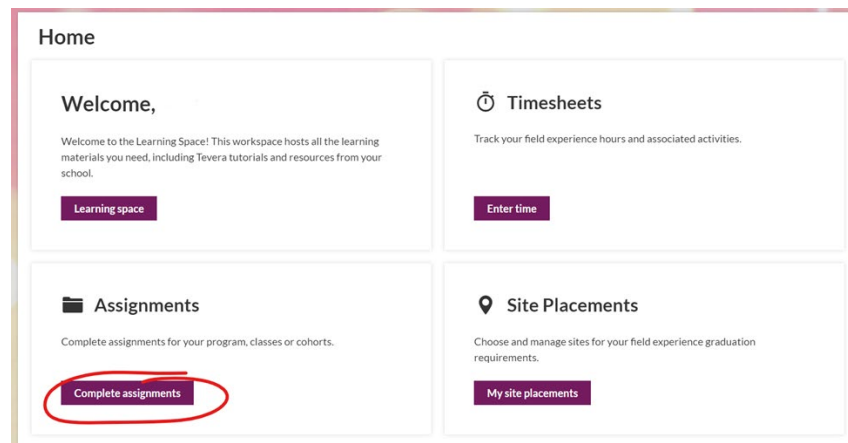 Home
Welcome,
Welcome to the Learning Space! This workspace hosts all the learning
materials you need, including Tevera tutorials and resources from your
school.
Learning space
Timesheets
Track your field experience hours and associated activities.
Enter time
Assignments
Complete assignments for your program, classes or cohorts.
Complete assignments
Site Placements
Choose and manage sites for your field experience graduation
requirements.
My site placements